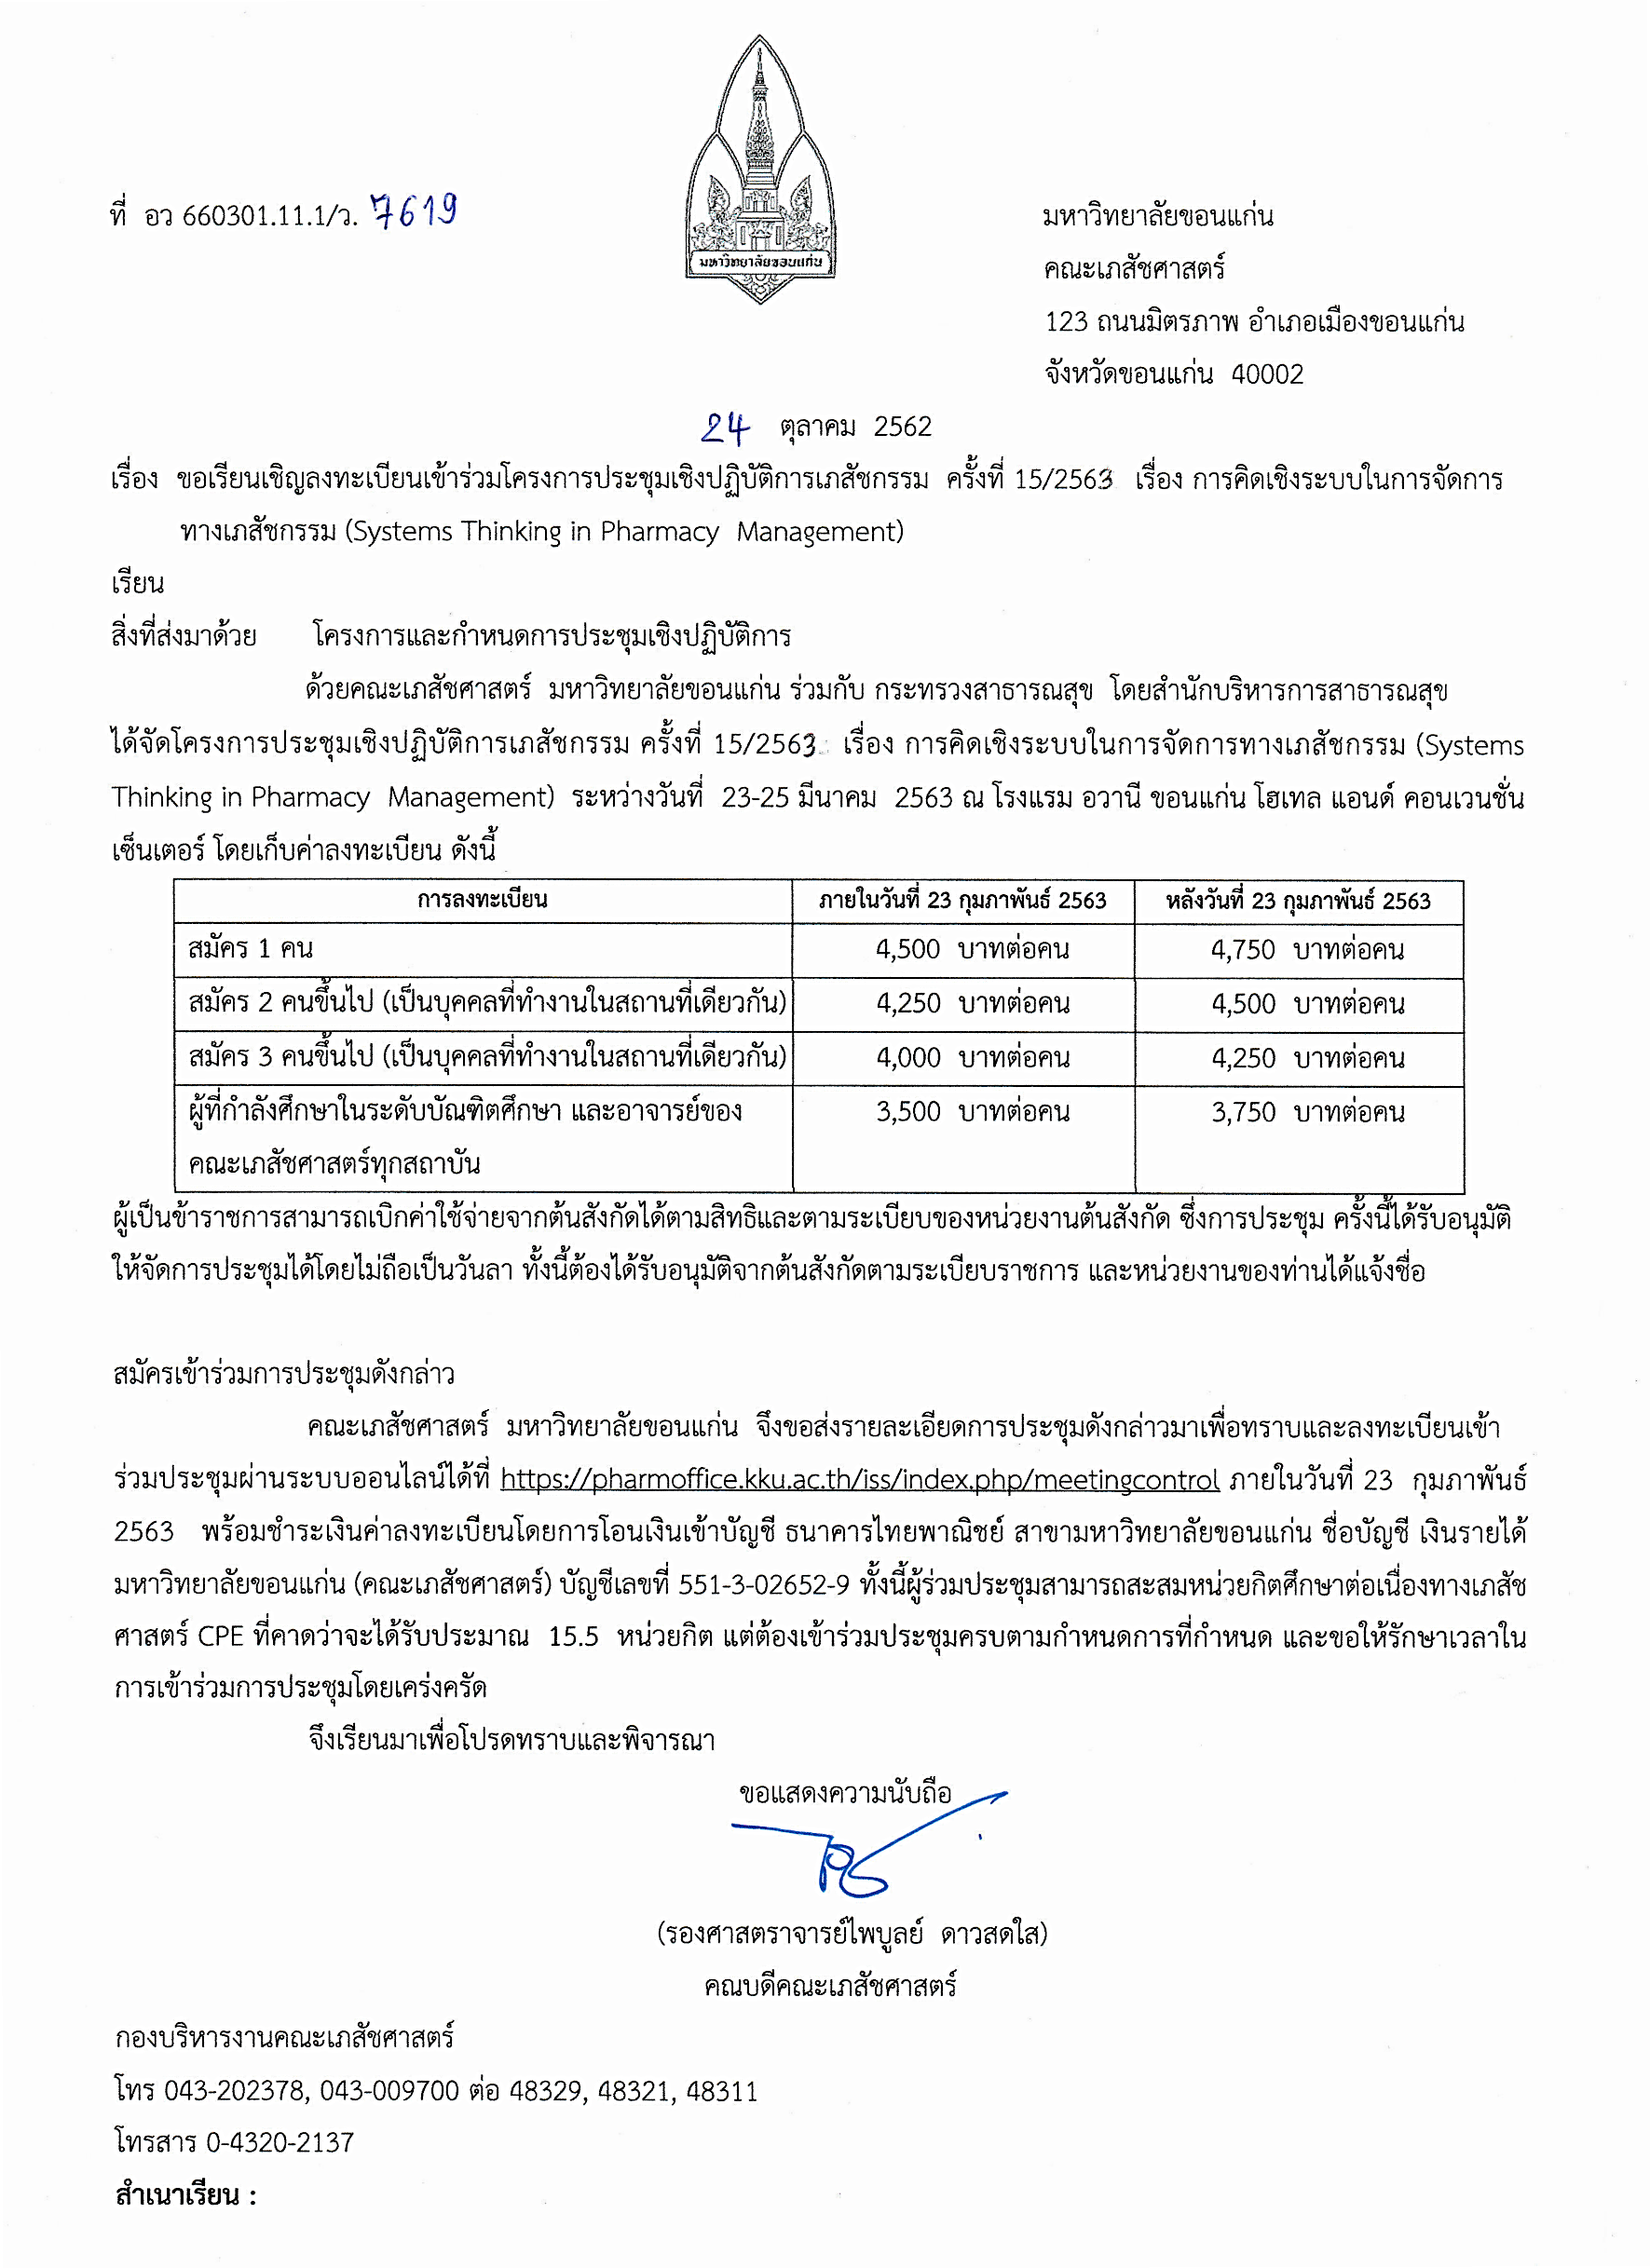 มหาวิทยาลัยขอนแก่น
ที่ อว 660301.11.1/ว. 7619
มหาวิทยาลัยขอนแก่น
คณะเภสัชศาสตร์
123 ถนนมิตรภาพ อำเภอเมืองขอนแก่น
จังหวัดขอนแก่น 40002
24 ตุลาคม 2562
เรื่อง ขอเรียนเชิญลงทะเบียนเข้าร่วมโครงการประชุมเชิงปฏิบัติการเภสัชกรรม ครั้งที่ 15/2563 เรื่อง การคิดเชิงระบบในการจัดการ
ทางเภสัชกรรม (Systems Thinking in Pharmacy Management)
เรียน
สิ่งที่ส่งมาด้วย โครงการและกำหนดการประชุมเชิงปฏิบัติการ
ด้วยคณะเภสัชศาสตร์ มหาวิทยาลัยขอนแก่น ร่วมกับ กระทรวงสาธารณสุข โดยสำนักบริหารการสาธารณสุข
ได้จัดโครงการประชุมเชิงปฏิบัติการเภสัชกรรม ครั้งที่ 15/2563 เรื่อง การคิดเชิงระบบในการจัดการทางเภสัชกรรม (Systems
Thinking in Pharmacy Management) ระหว่างวันที่ 23-25 มีนาคม 2563 ณ โรงแรม อวานี ขอนแก่น โฮเทล แอนด์ คอนเวนชั่น
เซ็นเตอร์ โดยเก็บค่าลงทะเบียน ดังนี้
การลงทะเบียน ภายในวันที่ 23 กุมภาพันธ์ 2563 หลังวันที่ 23 กุมภาพันธ์ 2563
สมัคร 1 คน 4,500 บาทต่อคน 4,750 บาทต่อคน
สมัคร 2 คนขึ้นไป (เป็นบุคคลที่ทำงานในสถานที่เดียวกัน) 4,250 บาทต่อคน 4,500 บาทต่อคน
สมัคร 3 คนขึ้นไป (เป็นบุคคลที่ทำงานในสถานที่เดียวกัน) 4,000 บาทต่อคน 4,250 บาทต่อคน
ผู้ที่กำลังศึกษาในระดับบัณฑิตศึกษา และอาจารย์ของ 3,500 บาทต่อคน 3,750 บาทต่อคน
คณะเภสัชศาสตร์ทุกสถาบัน
ผู้เป็นข้าราชการสามารถเบิกค่าใช้จ่ายจากต้นสังกัดได้ตามสิทธิและตามระเบียบของหน่วยงานต้นสังกัด ซึ่งการประชุม ครั้งนี้ได้รับอนุมัติ
ให้จัดการประชุมได้โดยไม่ถือเป็นวันลา ทั้งนี้ต้องได้รับอนุมัติจากต้นสังกัดตามระเบียบราชการ และหน่วยงานของท่านได้แจ้งชื่อ
สมัครเข้าร่วมการประชุมดังกล่าว
คณะเภสัชศาสตร์ มหาวิทยาลัยขอนแก่น จึงขอส่งรายละเอียดการประชุมดังกล่าวมาเพื่อทราบและลงทะเบียนเข้า
ร่วมประชุมผ่านระบบออนไลน์ได้ที่ https://pharmoffice.kku.ac.th/iss/index.php/meetingcontrol ภายในวันที่ 23 กุมภาพันธ์
2563 พร้อมชำระเงินค่าลงทะเบียนโดยการโอนเงินเข้าบัญชี ธนาคารไทยพาณิชย์ สาขามหาวิทยาลัยขอนแก่น ชื่อบัญชี เงินรายได้
มหาวิทยาลัยขอนแก่น (คณะเภสัชศาสตร์) บัญชีเลขที่ 551-3-02652-9 ทั้งนี้ผู้ร่วมประชุมสามารถสะสมหน่วยกิตศึกษาต่อเนื่องทางเภสัช
ศาสตร์ CPE ที่คาดว่าจะได้รับประมาณ 15.5 หน่วยกิต แต่ต้องเข้าร่วมประชุมครบตามกำหนดการที่กำหนด และขอให้รักษาเวลาใน
การเข้าร่วมการประชุมโดยเคร่งครัด
จึงเรียนมาเพื่อโปรดทราบและพิจารณา
ขอแสดงความนับถือ
(รองศาสตราจารย์ไพบูลย์ ดาวสดใส)
คณบดีคณะเภสัชศาสตร์
กองบริหารงานคณะเภสัชศาสตร์
โทร 043-202378, 043-009700 ต่อ 48329, 48321, 48311
โทรสาร 0-4320-2137
สำเนาเรียน :